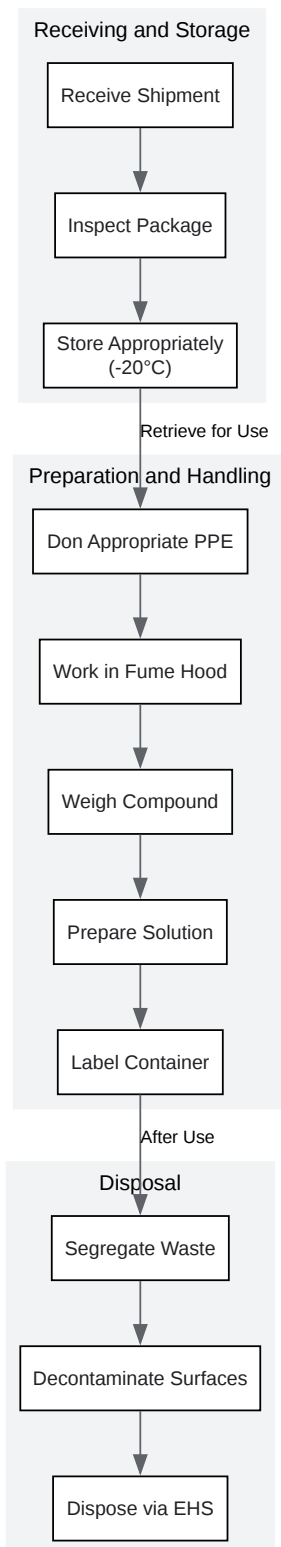 Receiving and Storage
Receive Shipment
Inspect Package
Store Appropriately
(-20°C)
Retrieve for Use
Preparation and Handling
Don Appropriate PPE
Work in Fume Hood
Weigh Compound
Prepare Solution
Label Container
After Use
Disposal
Segregate Waste
Decontaminate Surfaces
Dispose via EHS